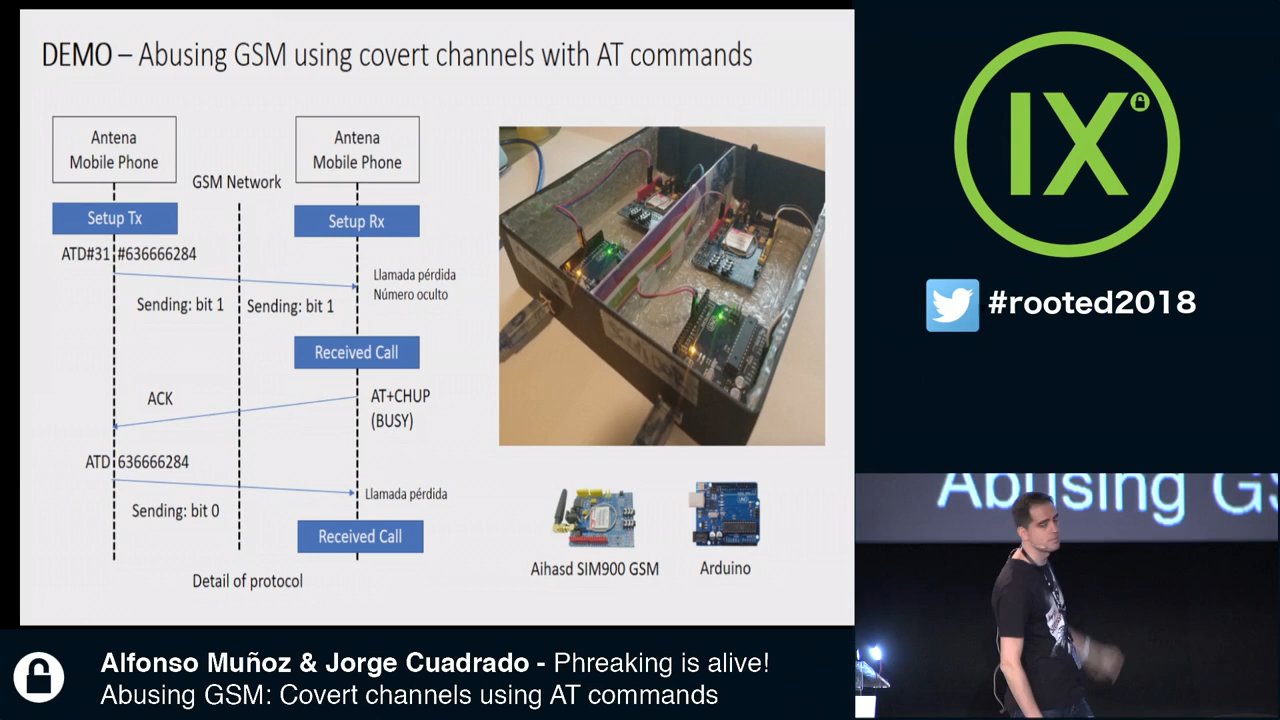 DEMO – Abusing GSM using covert channels with AT commands
Antena
Mobile Phone
GSM Network
Antena
Mobile Phone
Setup Tx
Setup Rx
ATD#31 #636666284
Llamada pérdida
Número oculto
Sending: bit 1
Sending: bit 1
Received Call
ACK
AT+CHUP
(BUSY)
ATD 636666284
Llamada pérdida
Sending: bit 0
Received Call
Detail of protocol
Aihasd SIM900 GSM
Arduino
IX
#rooted2018
Abusing GS
Alfonso Muñoz & Jorge Cuadrado - Phreaking is alive!
Abusing GSM: Covert channels using AT commands